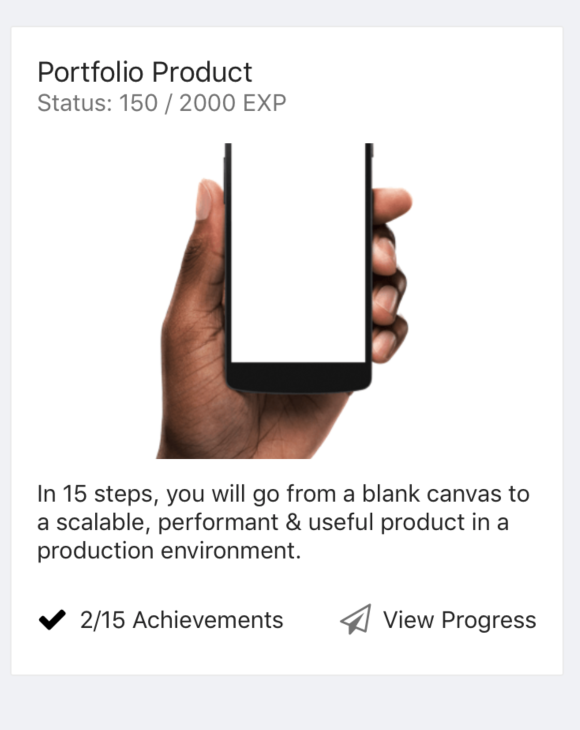 Portfolio Product
Status: 150 / 2000 EXP
In 15 steps, you will go from a blank canvas to
a scalable, performant & useful product in a
production environment.
2/15 Achievements
View Progress